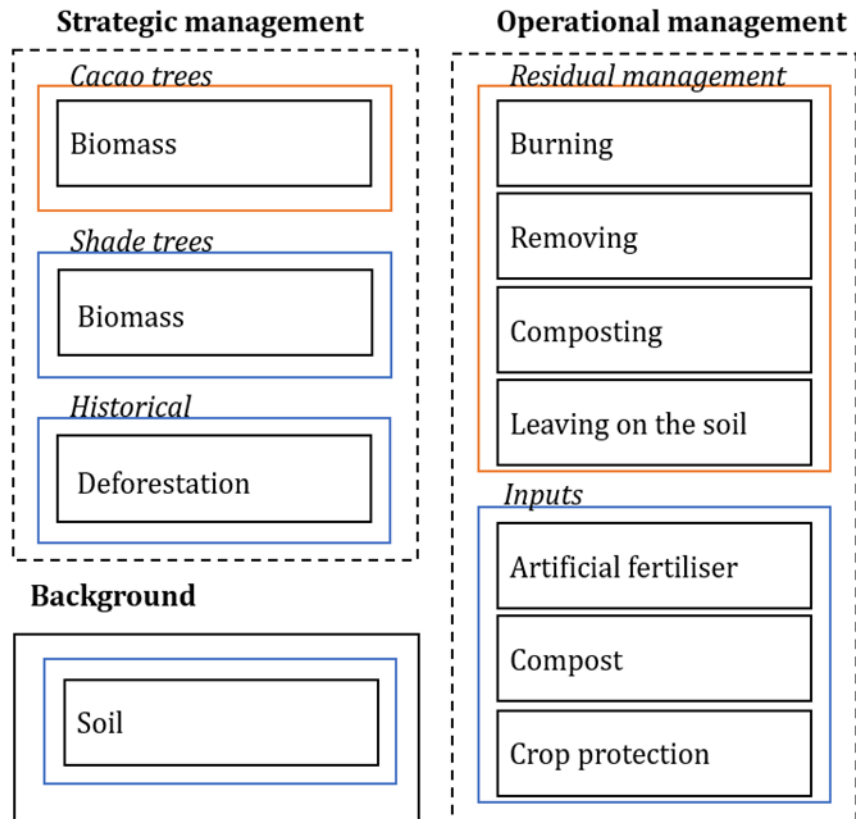 Strategic management
Cacao trees
Biomass
Shade trees
Biomass
Historical
Deforestation
Background
Soil
Operational management
Residual management
Burning
Removing
Composting
Leaving on the soil
Inputs
Artificial fertiliser
Compost
Crop protection